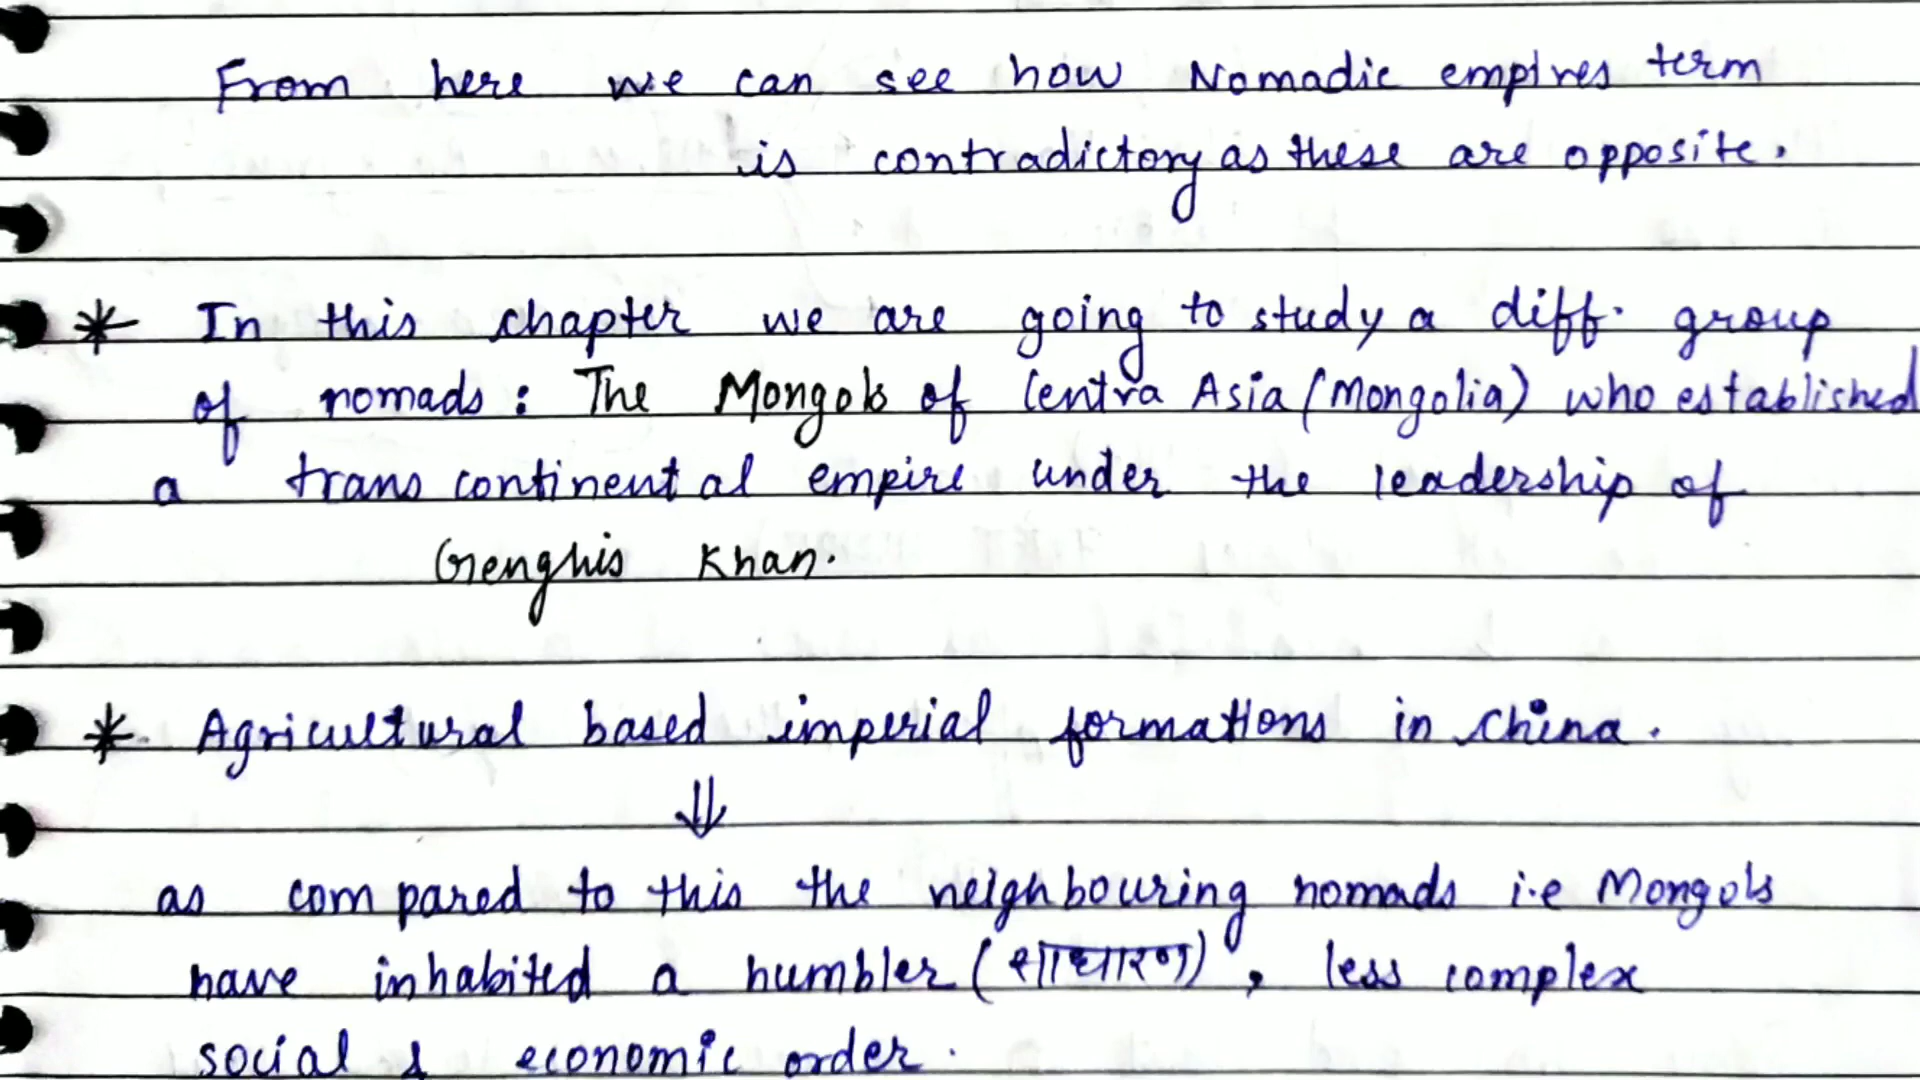 From here we can see how Nomadic empires term
is contradictory as these are opposite.
* In this chapter we are going to study a diff. group
of nomads : The Mongols of Centra Asia (Mongolia) who established
a trans continental empire under the leadership of
Genghis Khan.
* Agricultural based imperial formations in China.
⇓
as compared to this the neighbouring nomads i.e Mongols
have inhabited a humbler (साधारण), less complex
social & economic order.